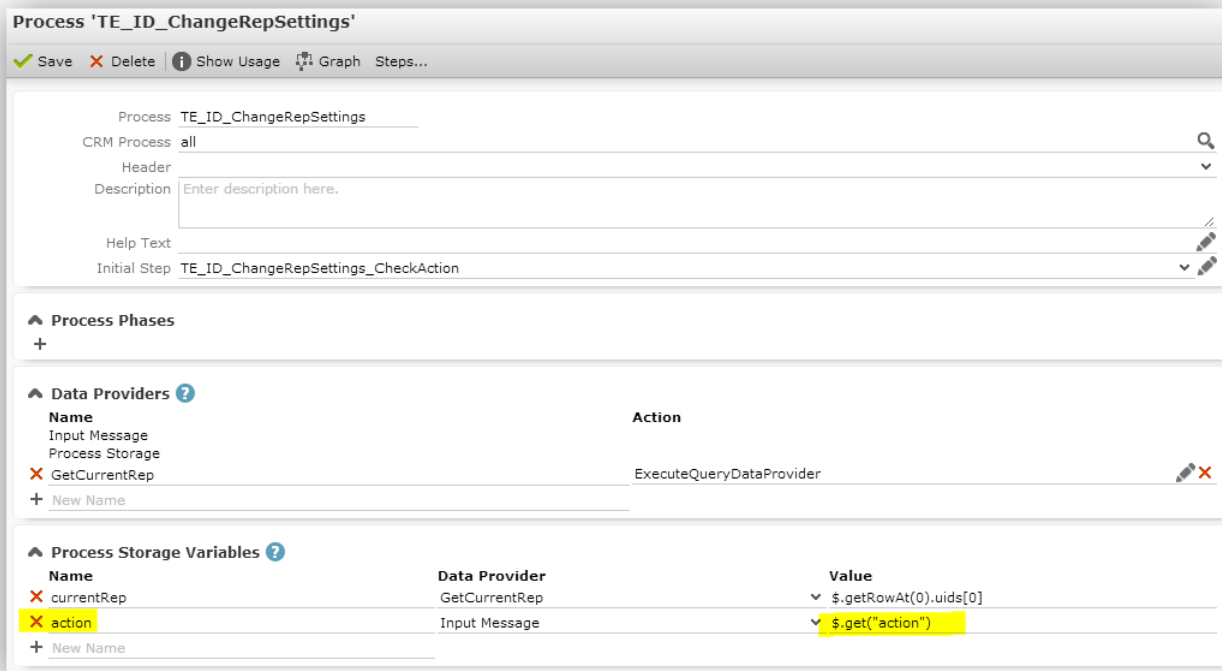 Process 'TE_ID_ChangeRepSettings'
Save Delete Show Usage Graph Steps...
Process TE_ID_ChangeRepSettings
CRM Process all
Header
Description Enter description here.
Help Text
Initial Step TE_ID_ChangeRepSettings_CheckAction
Process Phases
+
Data Providers ?
Name Action
Input Message
Process Storage
GetCurrentRep ExecuteQueryDataProvider
+ New Name
Process Storage Variables ?
Name Data Provider Value
currentRep GetCurrentRep $.getRowAt(0).uids[0]
action Input Message $.get("action")
+ New Name